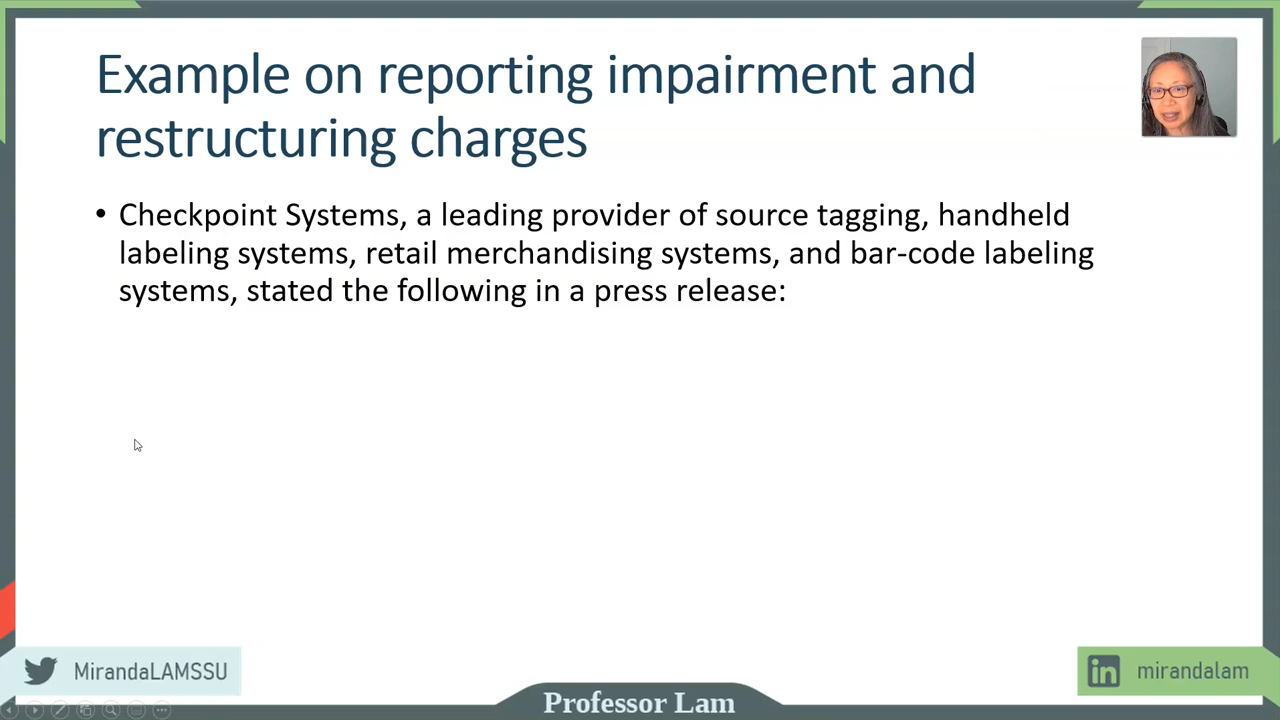 Example on reporting impairment and
restructuring charges
• Checkpoint Systems, a leading provider of source tagging, handheld
labeling systems, retail merchandising systems, and bar-code labeling
systems, stated the following in a press release:
MirandaLAMSSU
Professor Lam
in mirandalam